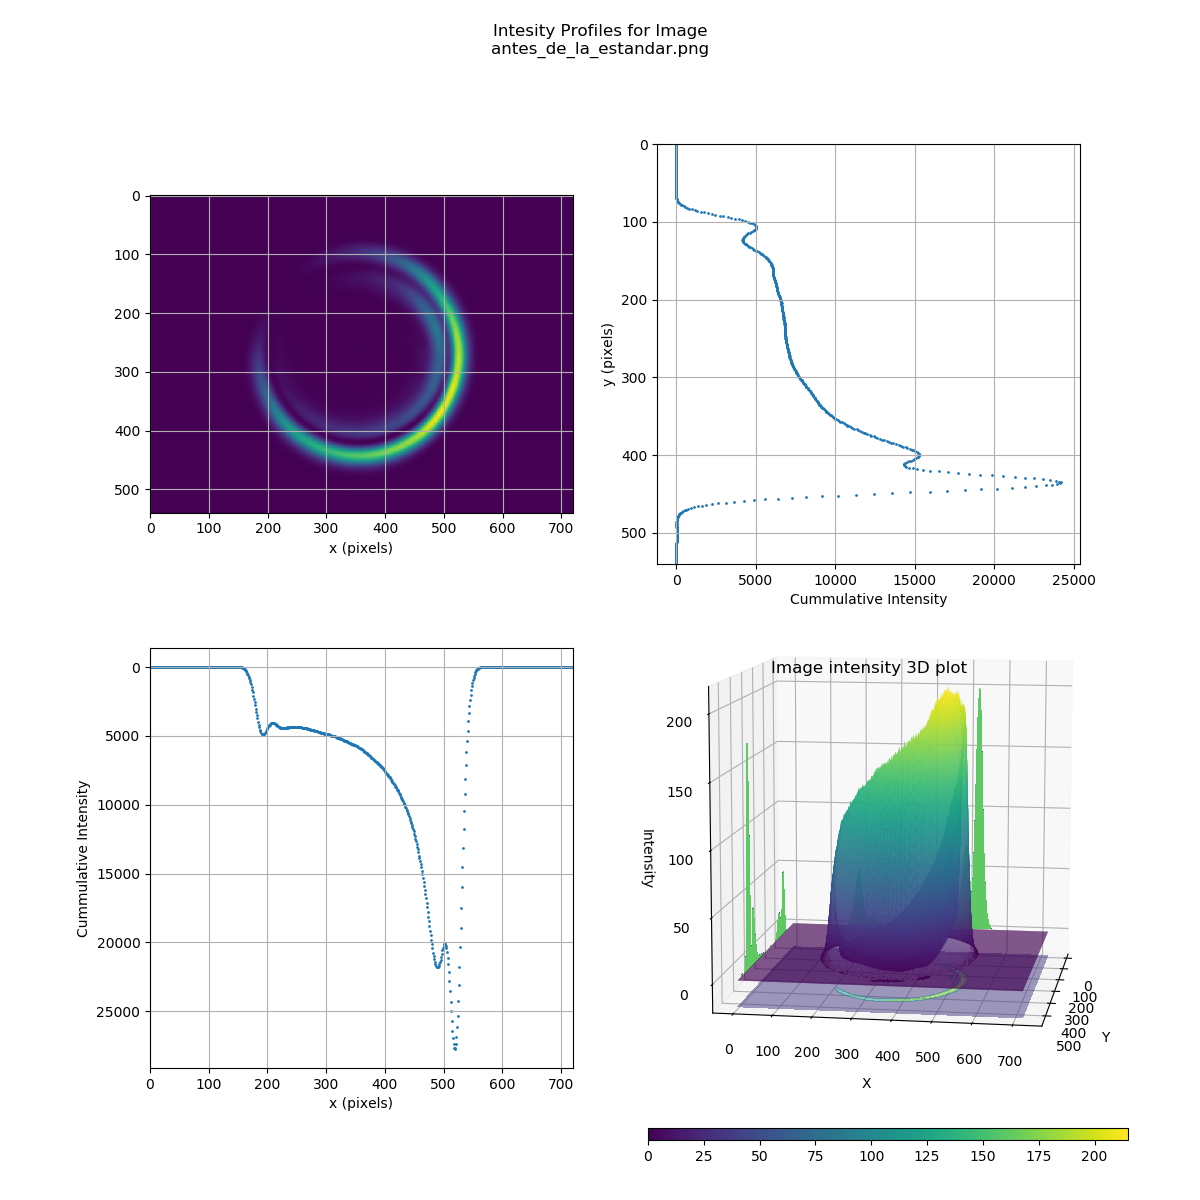 Intesity Profiles for Image
antes_de_la_estandar.png
0
100
200
300
400
500
0 100 200 300 400 500 600 700
x (pixels)
0
100
200
300
400
500
y (pixels)
0 5000 10000 15000 20000 25000
Cummulative Intensity
0
5000
10000
15000
20000
25000
Cummulative Intensity
0 100 200 300 400 500 600 700
x (pixels)
Image intensity 3D plot
200
150
100
50
0
Intensity
0 100 200 300 400 500 600 700
X
0
100
200
300
400
500
Y
0 25 50 75 100 125 150 175 200